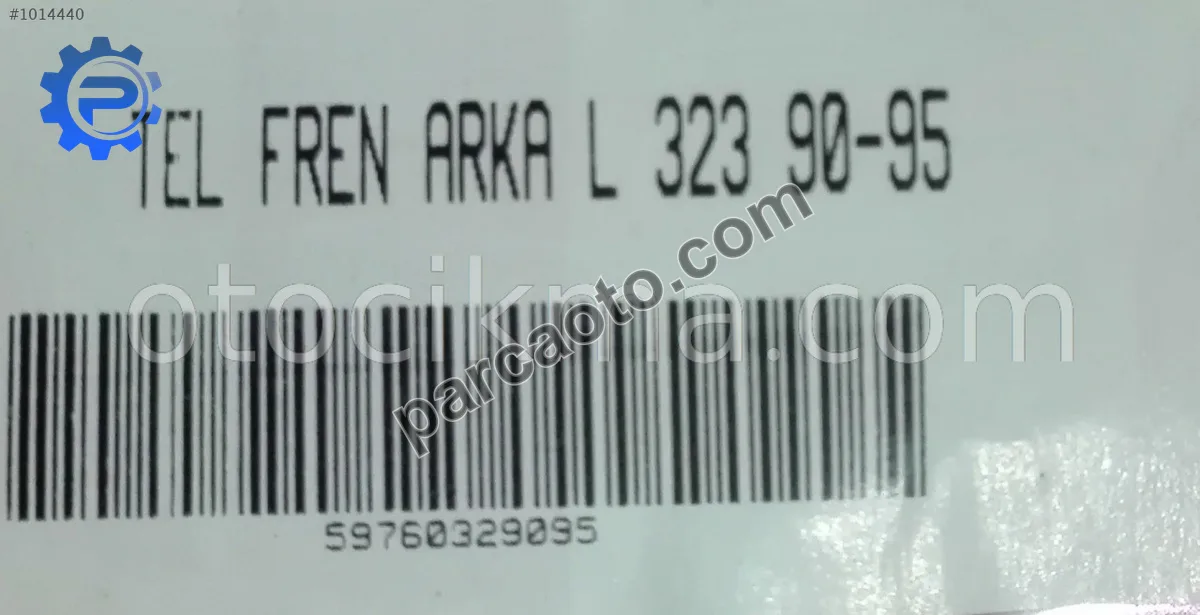 #1014440
TEL FREN ARKA L 323 90-95
otocikma.com
parcaoto.com
59760329095